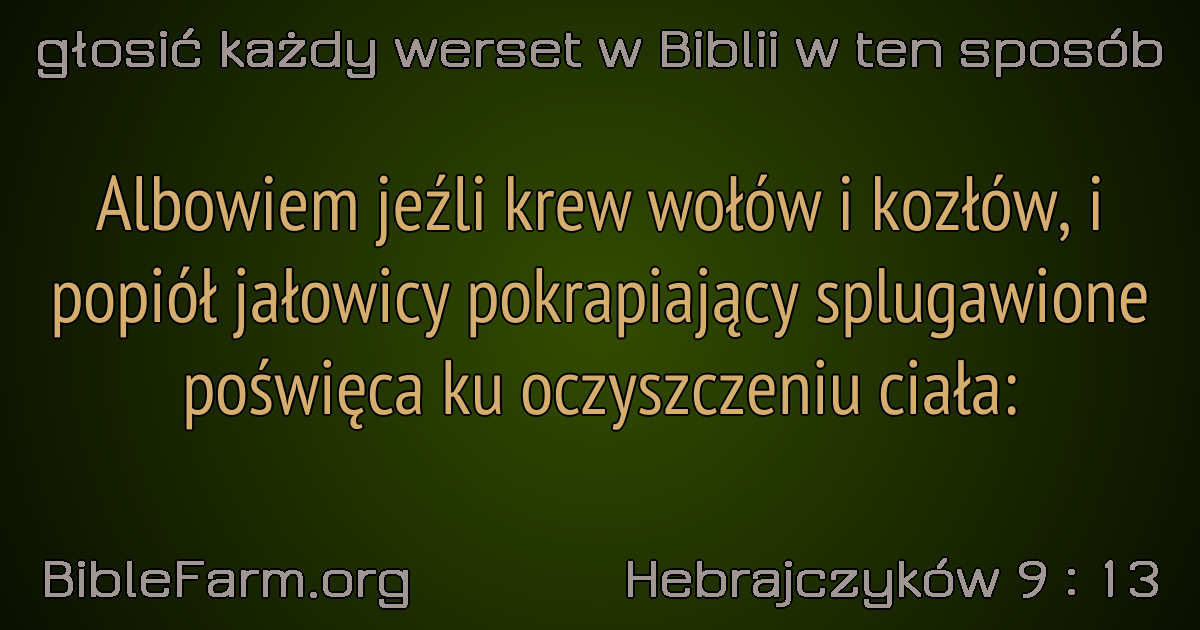 głosić każdy werset w Biblii w ten sposób
Albowiem jeźli krew wołów i kozłów, i
popiół jałowicy pokrapiający splugawione
poświęca ku oczyszczeniu ciała:
BibleFarm.org
Hebrajczyków 9 : 13